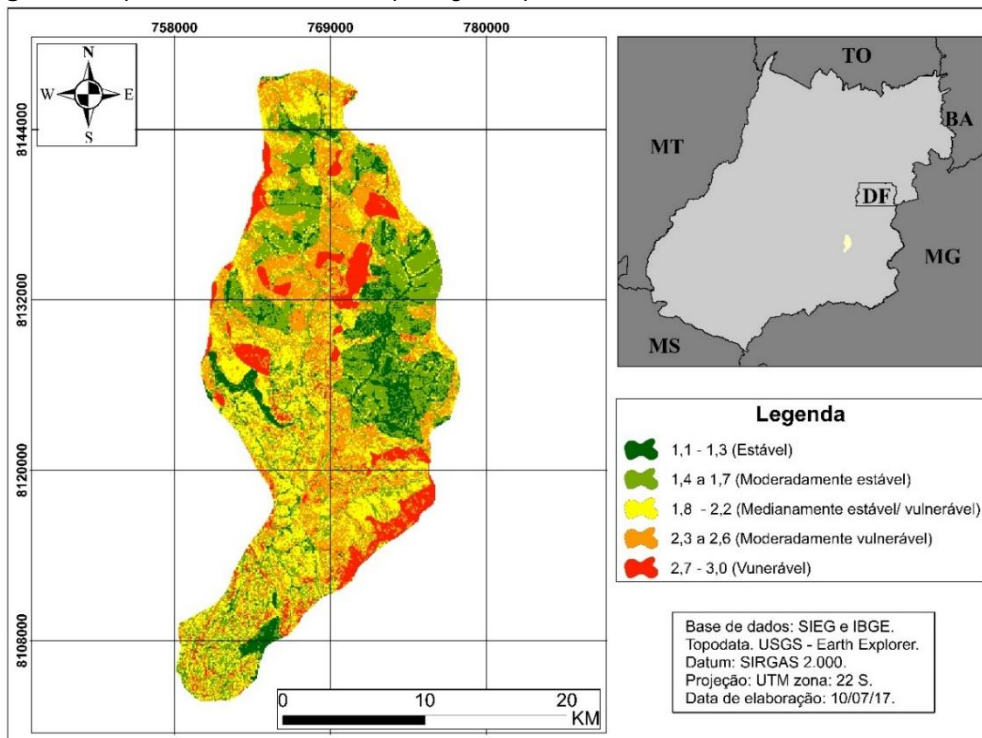 758000 769000 780000
N
W E
S
8144000
8132000
8120000
8108000
0 10 20
KM
TO
BA
MT
DF
MG
MS
Legenda
1,1 - 1,3 (Estável)
1,4 a 1,7 (Moderadamente estável)
1,8 - 2,2 (Medianamente estável/ vulnerável)
2,3 a 2,6 (Moderadamente vulnerável)
2,7 - 3,0 (Vunerável)
Base de dados: SIEG e IBGE.
Topodata. USGS - Earth Explorer.
Datum: SIRGAS 2.000.
Projeção: UTM zona: 22 S.
Data de elaboração: 10/07/17.